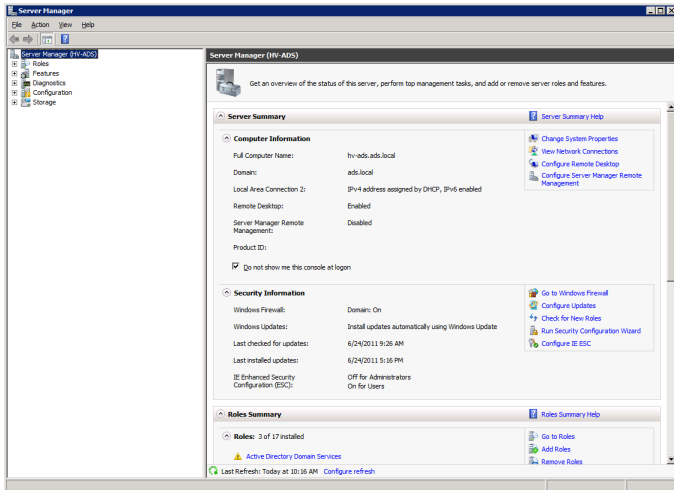 Server Manager
File Action View Help
Server Manager (HV-ADS)
Roles
Features
Diagnostics
Configuration
Storage
Server Manager (HV-ADS)
Get an overview of the status of this server, perform top management tasks, and add or remove server roles and features.
Server Summary
Server Summary Help
Computer Information
Full Computer Name: hv-ads.ads.local
Domain: ads.local
Local Area Connection 2: IPv4 address assigned by DHCP, IPv6 enabled
Remote Desktop: Enabled
Server Manager Remote Disabled
Management:
Product ID:
Do not show me this console at logon
Change System Properties
View Network Connections
Configure Remote Desktop
Configure Server Manager Remote
Management
Security Information
Windows Firewall: Domain: On
Windows Updates: Install updates automatically using Windows Update
Last checked for updates: 6/24/2011 9:26 AM
Last installed updates: 6/24/2011 5:16 PM
IE Enhanced Security Off for Administrators
Configuration (ESC): On for Users
Go to Windows Firewall
Configure Updates
Check for New Roles
Run Security Configuration Wizard
Configure IE ESC
Roles Summary
Roles Summary Help
Roles: 3 of 17 installed
Active Directory Domain Services
Go to Roles
Add Roles
Remove Roles
Last Refresh: Today at 10:16 AM Configure refresh